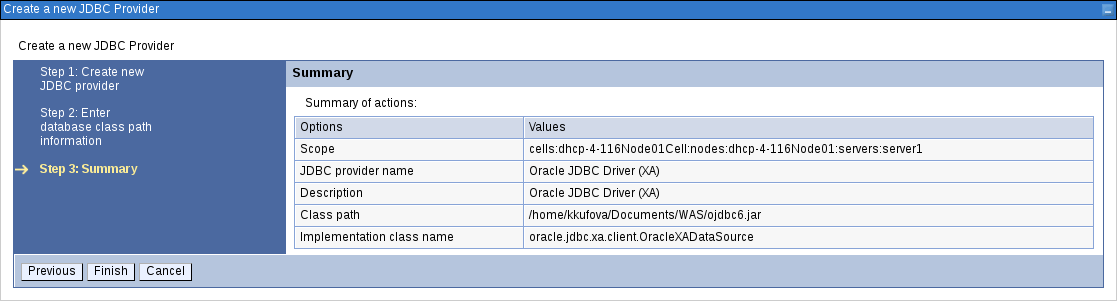 Create a new JDBC Provider
Create a new JDBC Provider
Step 1: Create new
JDBC provider
Step 2: Enter
database class path
information
Step 3: Summary
Summary
Summary of actions:
Options Values
Scope cells:dhcp-4-116Node01Cell:nodes:dhcp-4-116Node01:servers:server1
JDBC provider name Oracle JDBC Driver (XA)
Description Oracle JDBC Driver (XA)
Class path /home/kkufova/Documents/WAS/ojdbc6.jar
Implementation class name oracle.jdbc.xa.client.OracleXADataSource
Previous Finish Cancel